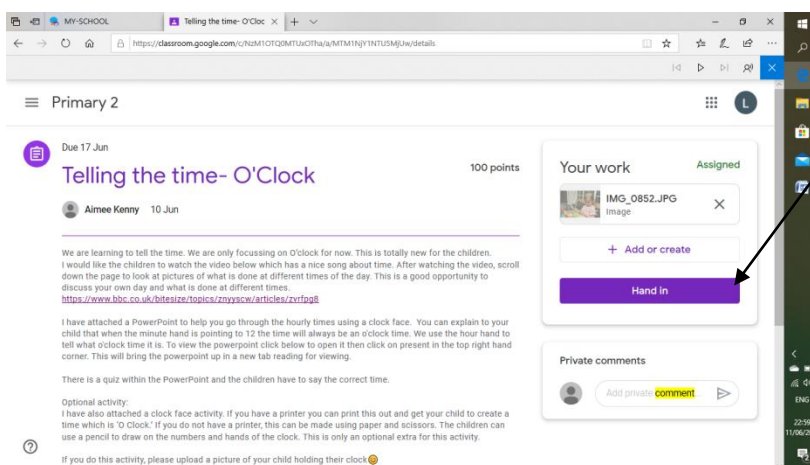 MY-SCHOOL
Telling the time- O'Cloc
https://classroom.google.com/c/NzM1OTQ0MTUxOTha/a/MTM1NjY1NTU5MjUw/details
Primary 2
L
Due 17 Jun
Telling the time- O'Clock
100 points
Aimee Kenny 10 Jun
We are learning to tell the time. We are only focussing on O'clock for now. This is totally new for the children.
I would like the children to watch the video below which has a nice song about time. After watching the video, scroll
down the page to look at pictures of what is done at different times of the day. This is a good opportunity to
discuss your own day and what is done at different times.
https://www.bbc.co.uk/bitesize/topics/znyyscw/articles/zvrfpg8
I have attached a PowerPoint to help you go through the hourly times using a clock face. You can explain to your
child that when the minute hand is pointing to 12 the time will always be an o'clock time. We use the hour hand to
tell what o'clock time it is. To view the powerpoint click below to open it then click on present in the top right hand
corner. This will bring the powerpoint up in a new tab reading for viewing.
There is a quiz within the PowerPoint and the children have to say the correct time.
Optional activity:
I have also attached a clock face activity. If you have a printer you can print this out and get your child to create a
time which is 'O Clock.' If you do not have a printer, this can be made using paper and scissors. The children can
use a pencil to draw on the numbers and hands of the clock. This is only an optional extra for this activity.
If you do this activity, please upload a picture of your child holding their clock😊
Your work
Assigned
IMG_0852.JPG
Image
+ Add or create
Hand in
Private comments
Add private comment
ENG
22:59
11/06/2